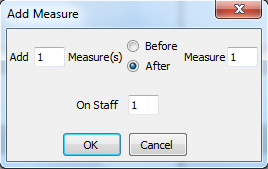 Add Measure
Before
Add 1 Measure(s) After Measure 1
On Staff 1
OK Cancel